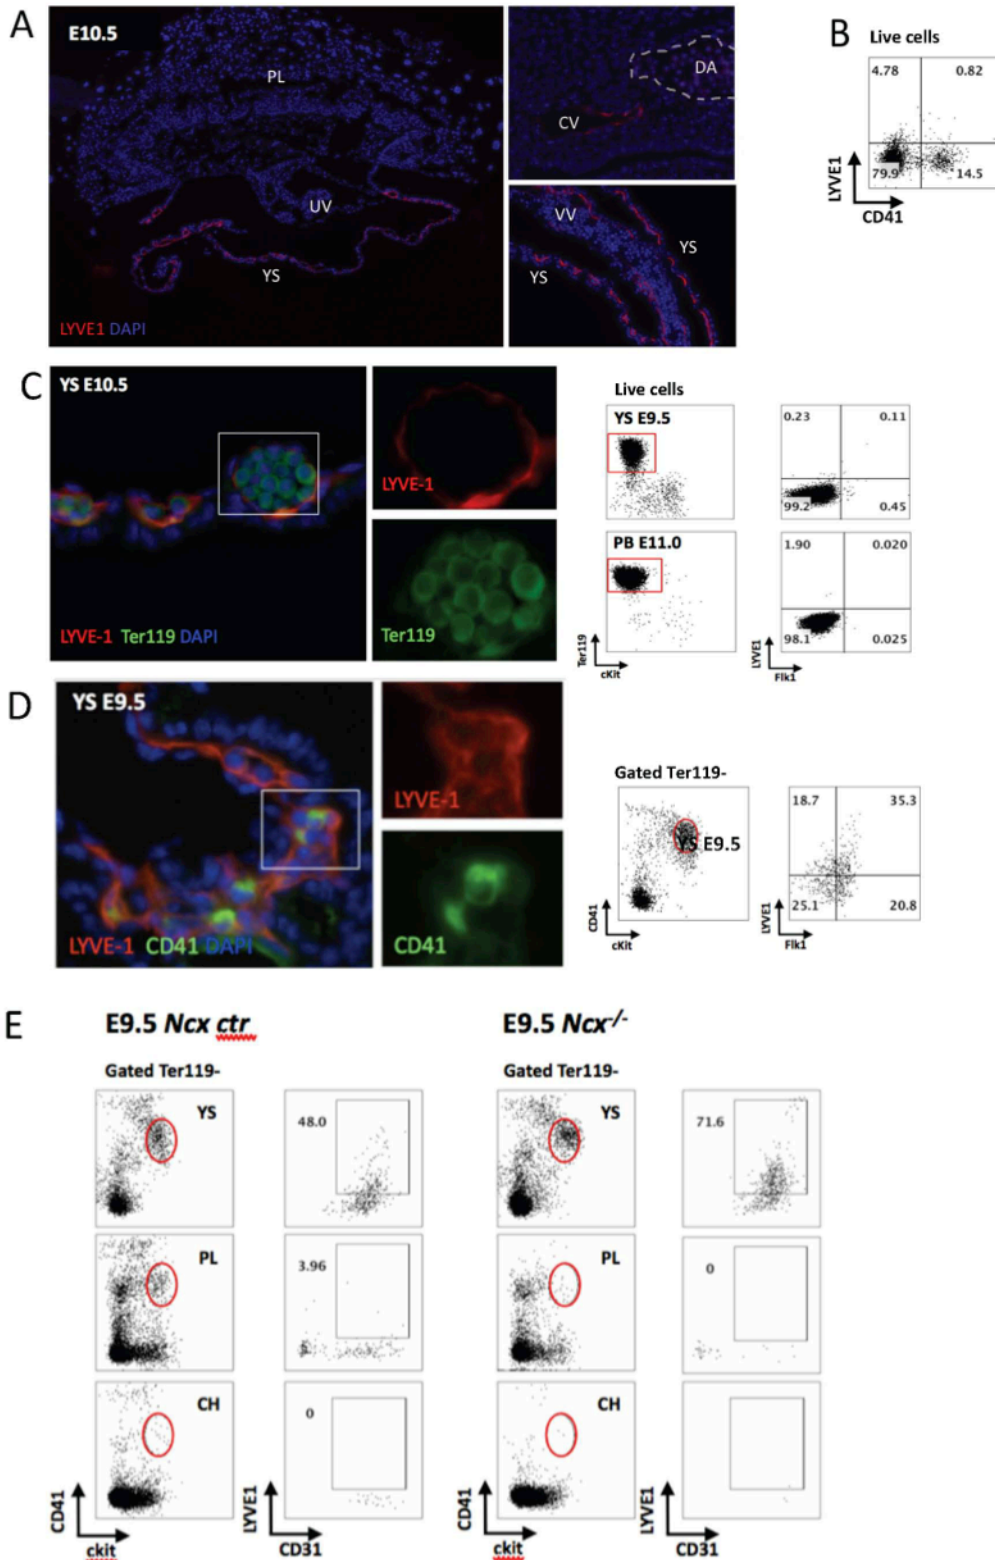 A
E10.5
PL
UV
YS
LYVE1 DAPI
DA
CV
VV
YS
YS
B
Live cells
4.78 0.82
79.9 14.5
LYVE1
CD41
C
YS E10.5
LYVE-1 Ter119 DAPI
LYVE-1
Ter119
Live cells
YS E9.5
0.23 0.11
99.2 0.45
PB E11.0
1.90 0.020
98.1 0.025
Ter119
cKit
LYVE1
Flk1
D
YS E9.5
LYVE-1 CD41 DAPI
LYVE-1
CD41
Gated Ter119-
YS E9.5
18.7 35.3
25.1 20.8
CD41
cKit
LYVE1
Flk1
E
E9.5 Ncx ctr
E9.5 Ncx-/-
Gated Ter119-
Gated Ter119-
YS
48.0
YS
71.6
PL
3.96
PL
0
CH
0
CH
CD41
ckit
LYVE1
CD31
CD41
ckit
LYVE1
CD31